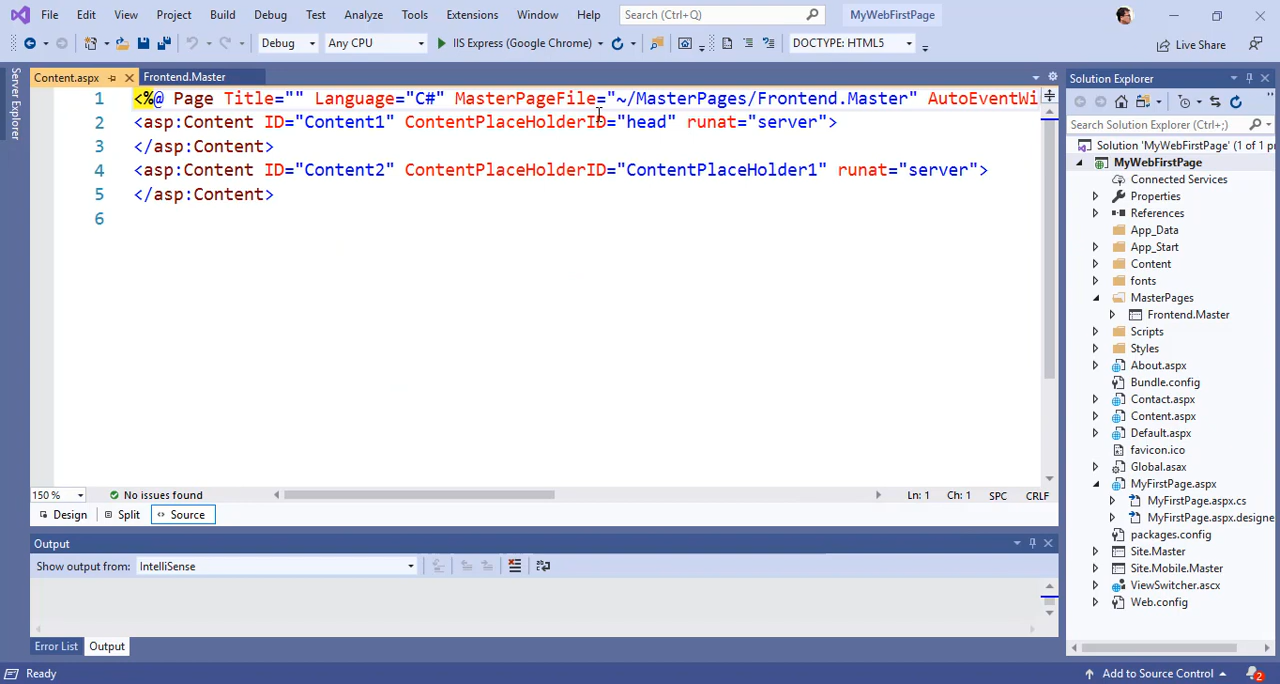 File Edit View Project Build Debug Test Analyze Tools Extensions Window Help Search (Ctrl+Q) MyWebFirstPage
Debug Any CPU IIS Express (Google Chrome) DOCTYPE: HTML5 Live Share
Server Explorer
Content.aspx Frontend.Master
1 <%@ Page Title="" Language="C#" MasterPageFile="~/MasterPages/Frontend.Master" AutoEventWi
2 <asp:Content ID="Content1" ContentPlaceHolderID="head" runat="server">
3 </asp:Content>
4 <asp:Content ID="Content2" ContentPlaceHolderID="ContentPlaceHolder1" runat="server">
5 </asp:Content>
6
150 % No issues found Ln: 1 Ch: 1 SPC CRLF
Design Split Source
Output
Show output from: IntelliSense
Error List Output
Solution Explorer
Search Solution Explorer (Ctrl+;)
Solution 'MyWebFirstPage' (1 of 1 pr
MyWebFirstPage
Connected Services
Properties
References
App_Data
App_Start
Content
fonts
MasterPages
Frontend.Master
Scripts
Styles
About.aspx
Bundle.config
Contact.aspx
Content.aspx
Default.aspx
favicon.ico
Global.asax
MyFirstPage.aspx
MyFirstPage.aspx.cs
MyFirstPage.aspx.designe
packages.config
Site.Master
Site.Mobile.Master
ViewSwitcher.ascx
Web.config
Ready Add to Source Control 2